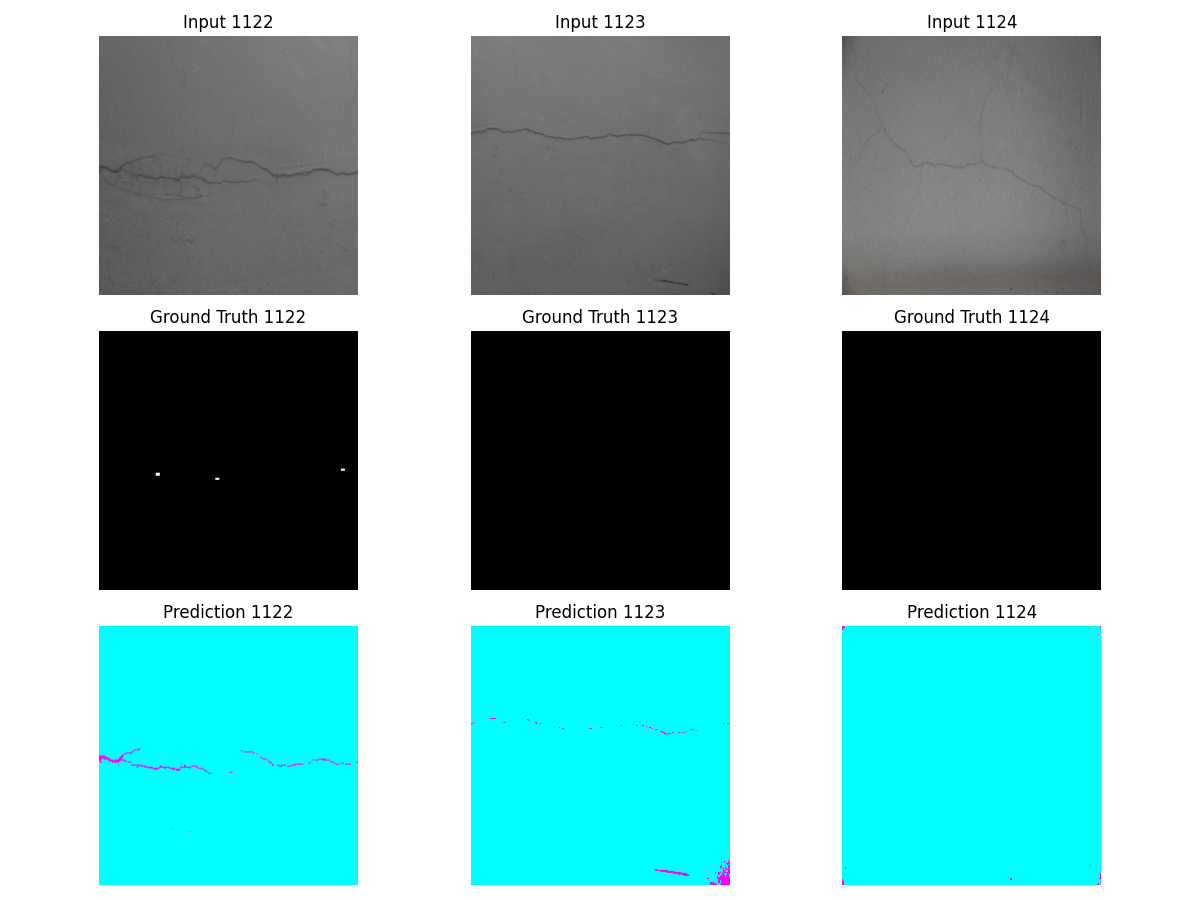 Input 1122
Input 1123
Input 1124
Ground Truth 1122
Ground Truth 1123
Ground Truth 1124
Prediction 1122
Prediction 1123
Prediction 1124